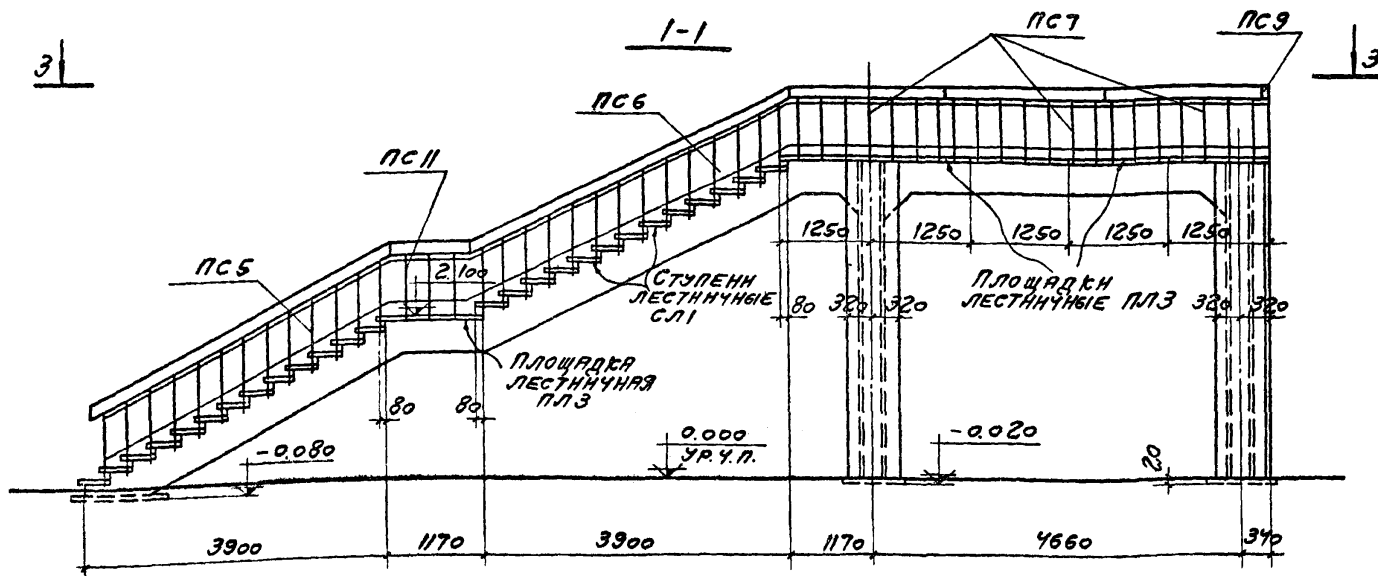 1-1
ПС7
ПС9
3
3
ПС6
ПС11
1250
1250
1250
1250
1250
ПС5
2.100
СТУПЕНИ
ЛЕСТНИЧНЫЕ
СЛ1
ПЛОЩАДКИ
ЛЕСТНИЧНЫЕ ПЛ3
80
320
320
320
320
ПЛОЩАДКА
ЛЕСТНИЧНАЯ
ПЛ3
80
80
-0.080
0.000
УР.Ч.П.
-0.020
20
3900
1170
3900
1170
4660
340